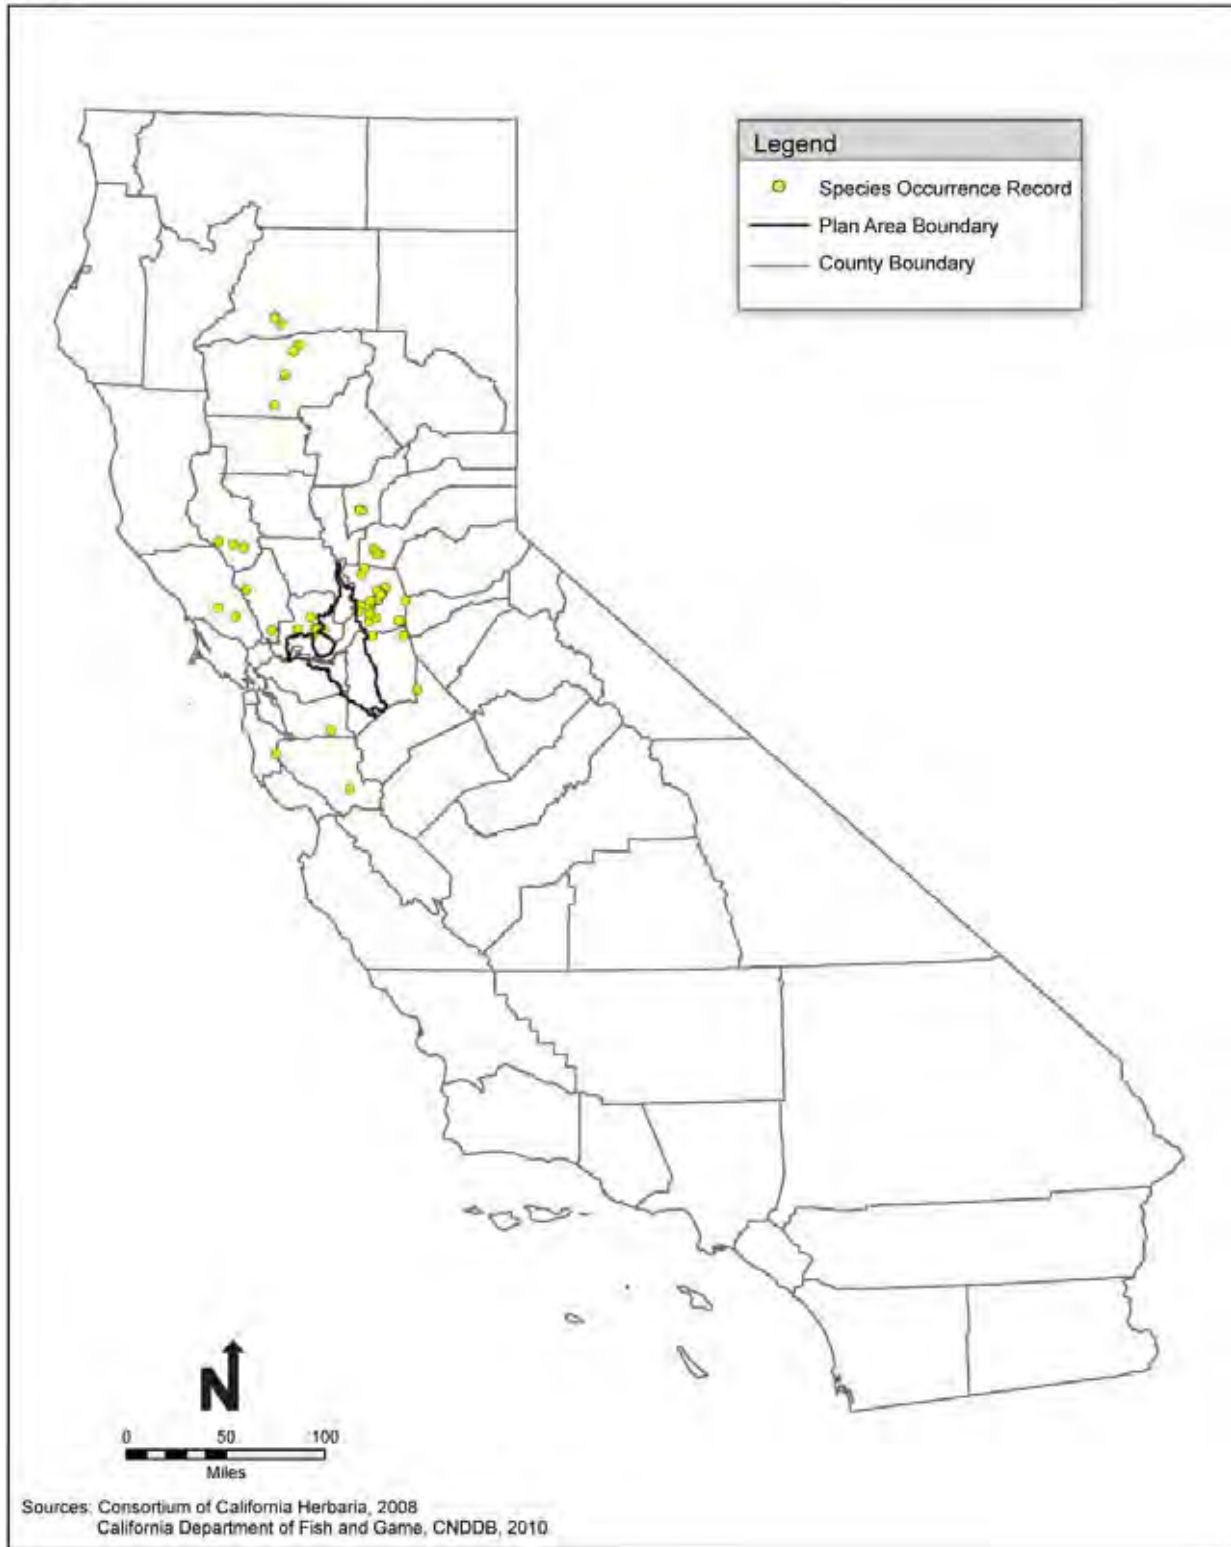 Legend
Species Occurrence Record
Plan Area Boundary
County Boundary
N
0 50 100
Miles
Sources: Consortium of California Herbaria, 2008
California Department of Fish and Game, CNDDB, 2010